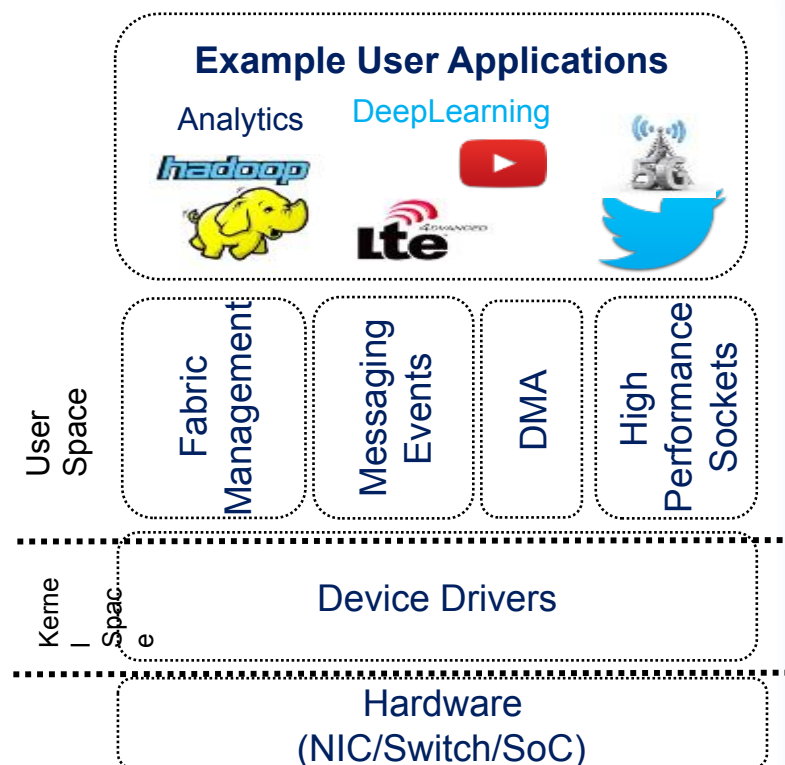 Example User Applications
Analytics
DeepLearning
hadoop
5G
Lte
4DVANCED
User
Space
Fabric
Management
Messaging
Events
DMA
High
Performance
Sockets
Kerne
l
Spac
e
Device Drivers
Hardware
(NIC/Switch/SoC)